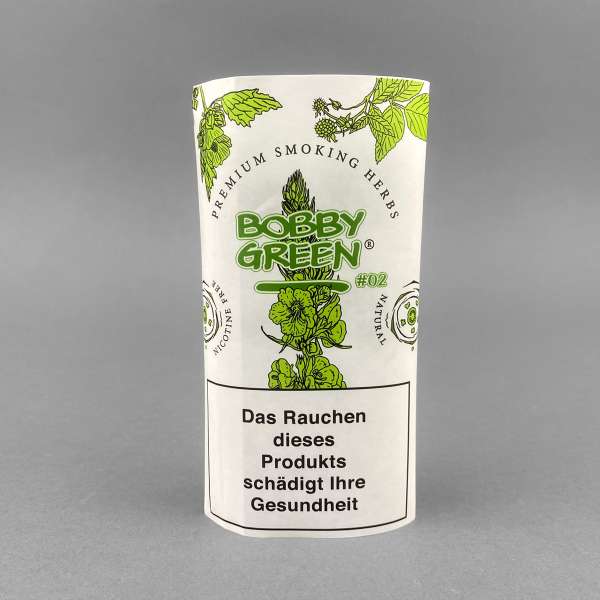 PREMIUM SMOKING HERBS
BOBBY
GREEN®
#02
NICOTINE FREE
NATURAL
Das Rauchen
dieses
Produkts
schädigt Ihre
Gesundheit